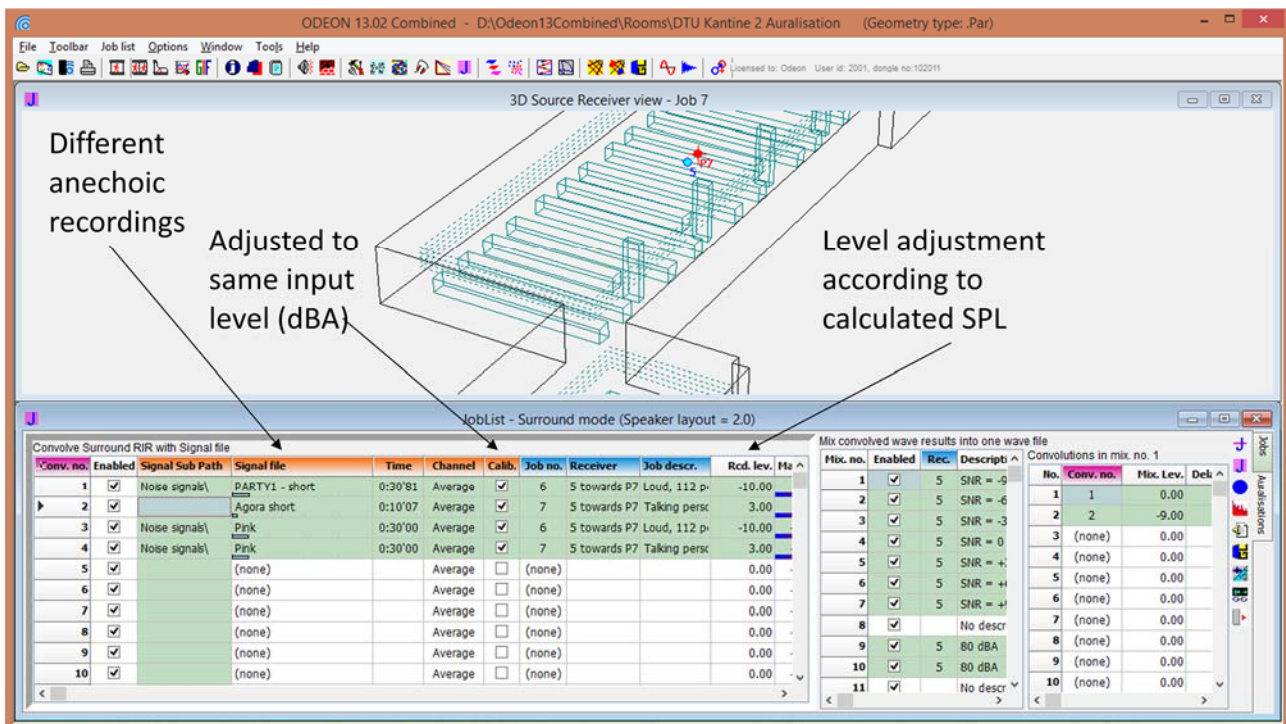 ODEON 13.02 Combined - D:\Odeon13Combined\Rooms\DTU Kantine 2 Auralisation (Geometry type: .Par)
File Toolbar Job list Options Window Tools Help
Licensed to: Odeon User id: 2001, dongle no:102011
3D Source Receiver view - Job 7
Different
anechoic
recordings
Adjusted to
same input
level (dBA)
Level adjustment
according to
calculated SPL
P7
5
JobList - Surround mode (Speaker layout = 2.0)
Convolve Surround RIR with Signal file
Conv. no. Enabled Signal Sub Path Signal file Time Channel Calib. Job no. Receiver Job descr. Rcd. lev. Ma
1 Noise signals\ PARTY1 - short 0:30'81 Average 6 5 towards P7 Loud, 112 p -10.00
2 Agora short 0:10'07 Average 7 5 towards P7 Talking persc 3.00
3 Noise signals\ Pink 0:30'00 Average 6 5 towards P7 Loud, 112 p -10.00
4 Noise signals\ Pink 0:30'00 Average 7 5 towards P7 Talking persc 3.00
5 (none) Average (none) 0.00
6 (none) Average (none) 0.00
7 (none) Average (none) 0.00
8 (none) Average (none) 0.00
9 (none) Average (none) 0.00
10 (none) Average (none) 0.00
Mix convolved wave results into one wave file
Mix. no. Enabled Rec. Descripti
1 5 SNR = -9
2 5 SNR = -6
3 5 SNR = -3
4 5 SNR = 0
5 5 SNR = +
6 5 SNR = +
7 5 SNR = +
8 No descr
9 5 80 dBA
10 5 80 dBA
11 No descr
Convolutions in mix. no. 1
No. Conv. no. Mix. Lev. Dela
1 1 0.00
2 2 -9.00
3 (none) 0.00
4 (none) 0.00
5 (none) 0.00
6 (none) 0.00
7 (none) 0.00
8 (none) 0.00
9 (none) 0.00
10 (none) 0.00
Jobs
Auralisations